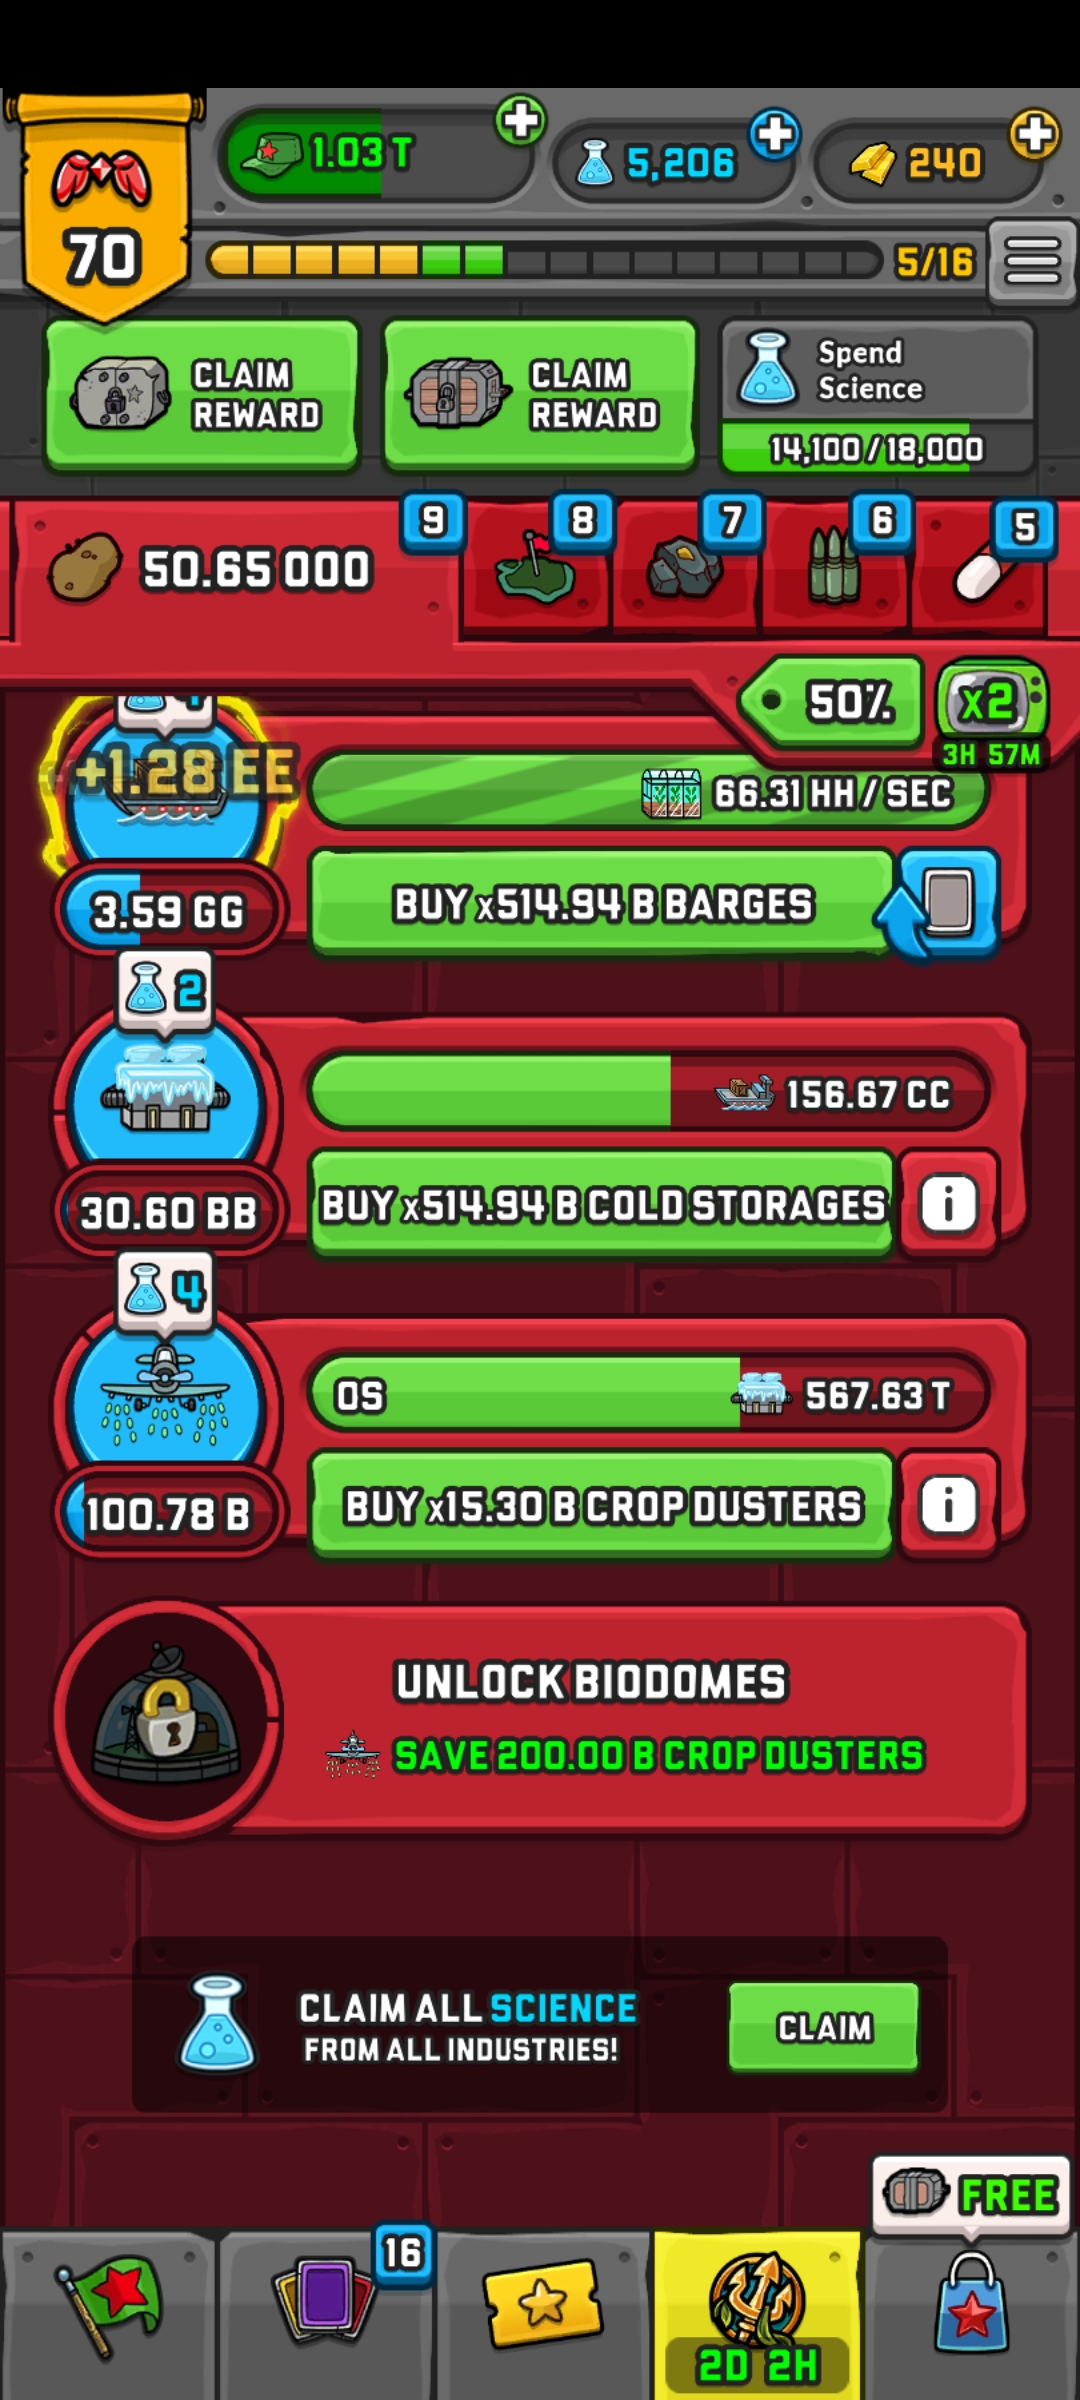 70
1.03 T
5,206
240
5/16
CLAIM
REWARD
CLAIM
REWARD
Spend
Science
14,100 / 18,000
50.65 000
9
8
7
6
5
50%
x2
3H 57M
+1.28 EE
66.31 HH / SEC
3.59 GG
BUY x514.94 B BARGES
2
156.67 CC
30.60 BB
BUY x514.94 B COLD STORAGES
i
4
0S
567.63 T
100.78 B
BUY x15.30 B CROP DUSTERS
i
UNLOCK BIODOMES
SAVE 200.00 B CROP DUSTERS
CLAIM ALL SCIENCE
FROM ALL INDUSTRIES!
CLAIM
FREE
16
2D 2H